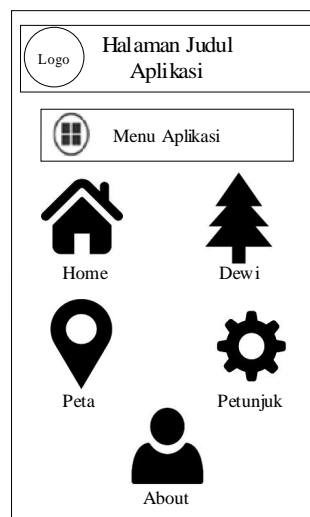 Logo
Halaman Judul
Aplikasi
Menu Aplikasi
Home
Dewi
Peta
Petunjuk
About